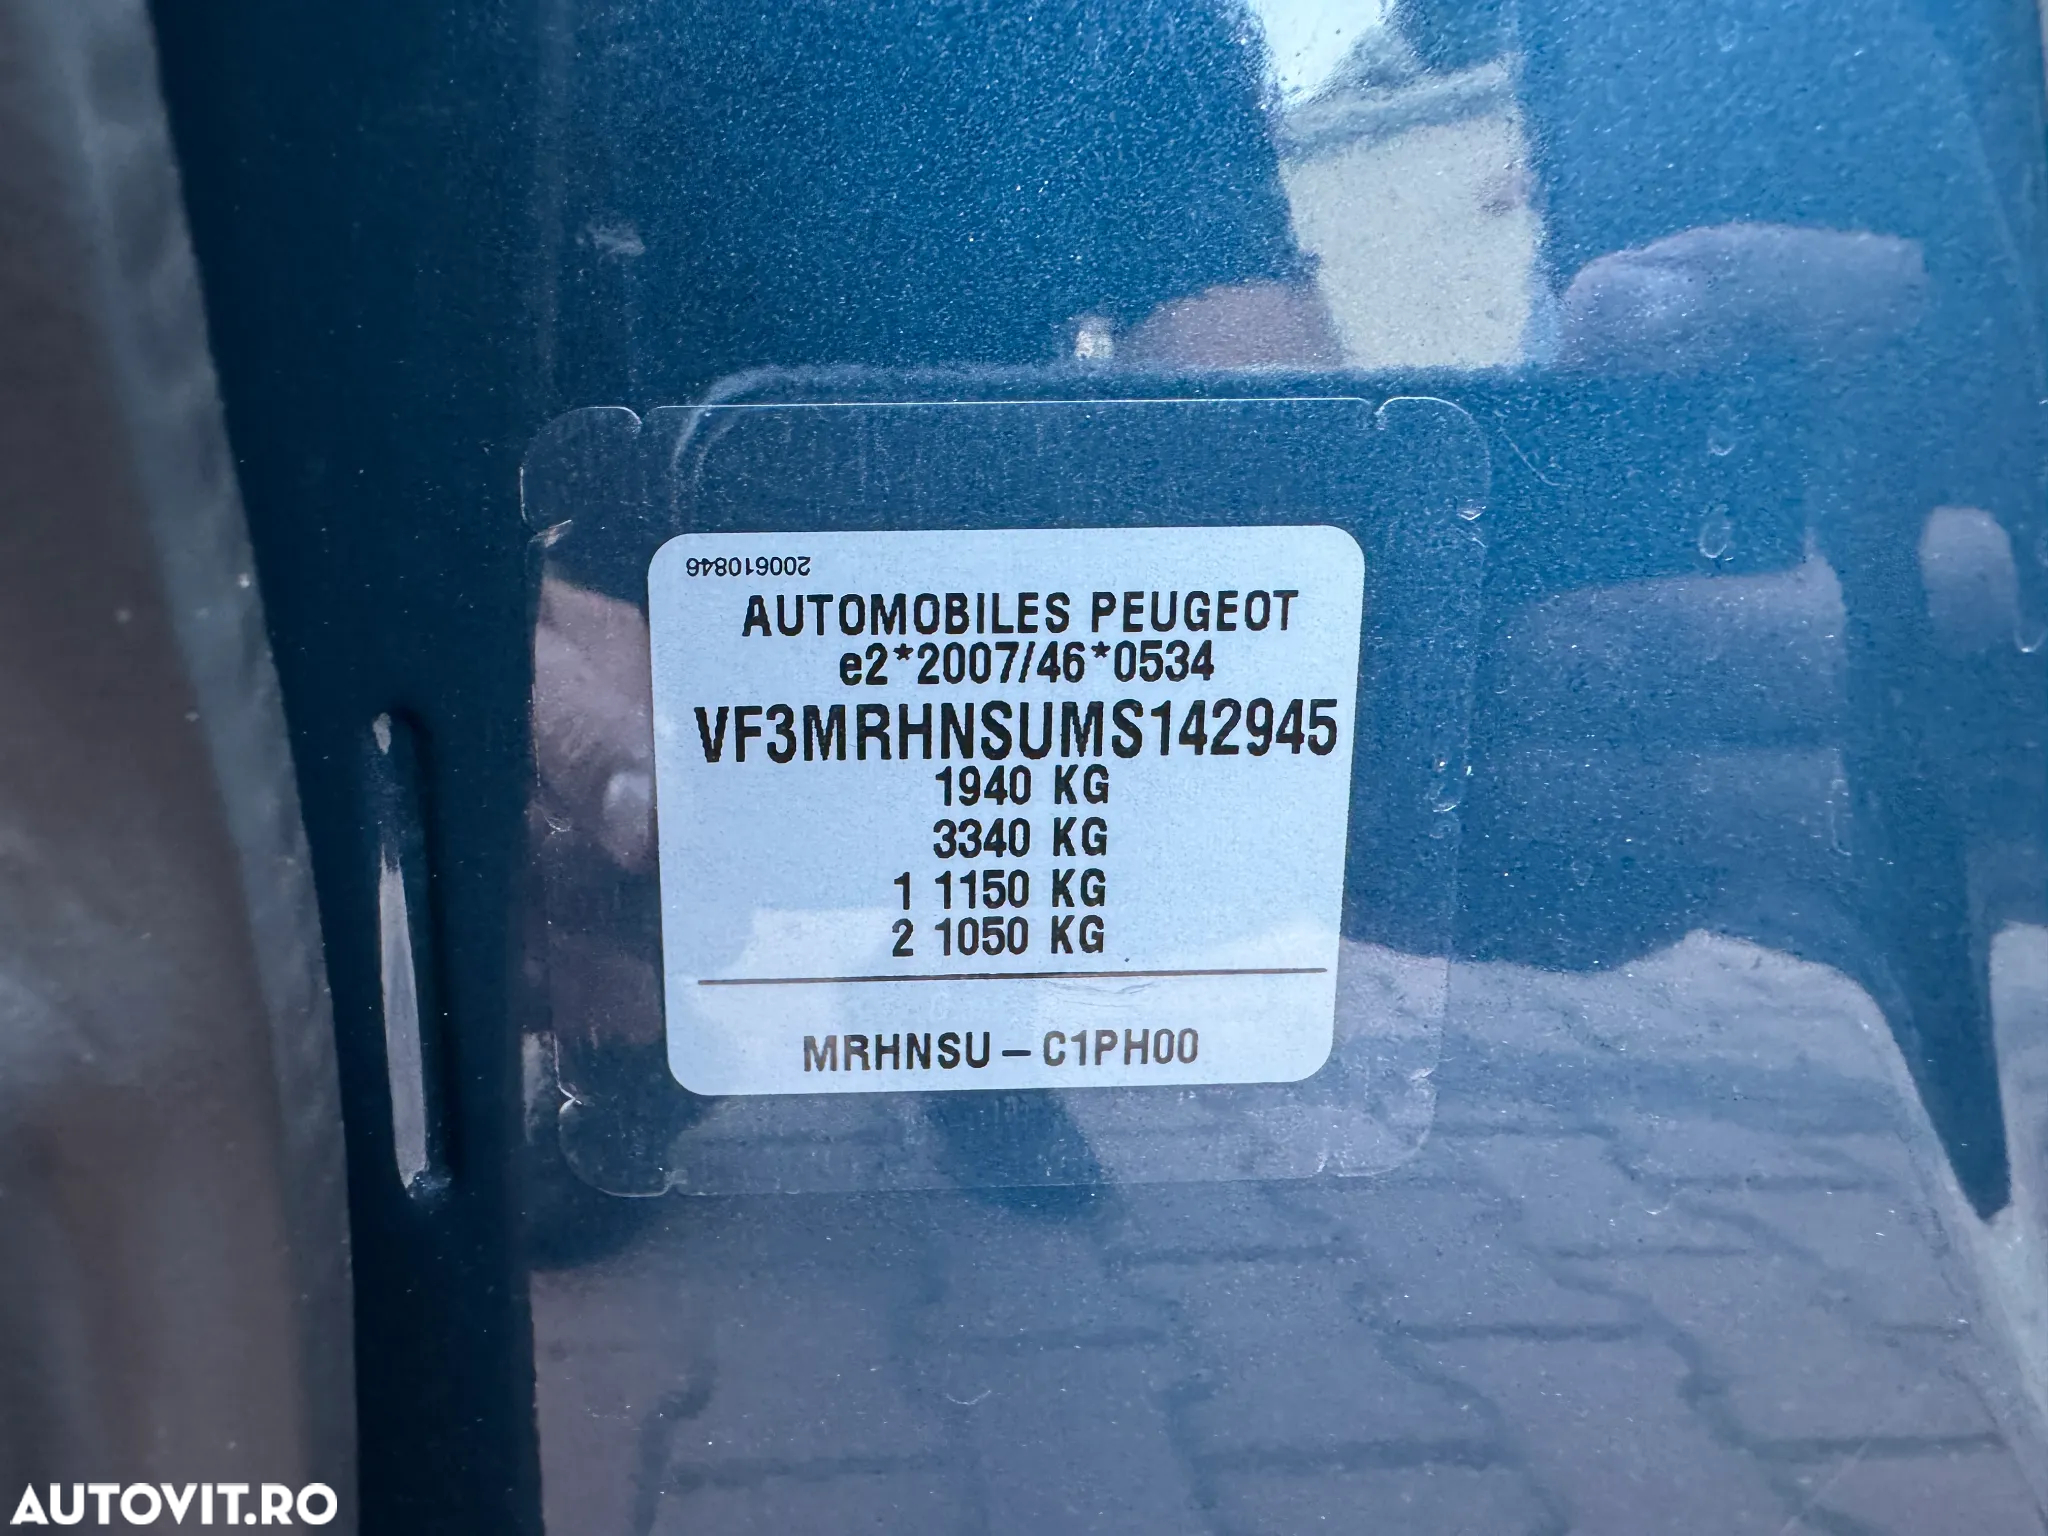 200610846
AUTOMOBILES PEUGEOT
e2*2007/46*0534
VF3MRHNSUMS142945
1940 KG
3340 KG
1 1150 KG
2 1050 KG
MRHNSU – C1PH00
AUTOVIT.RO